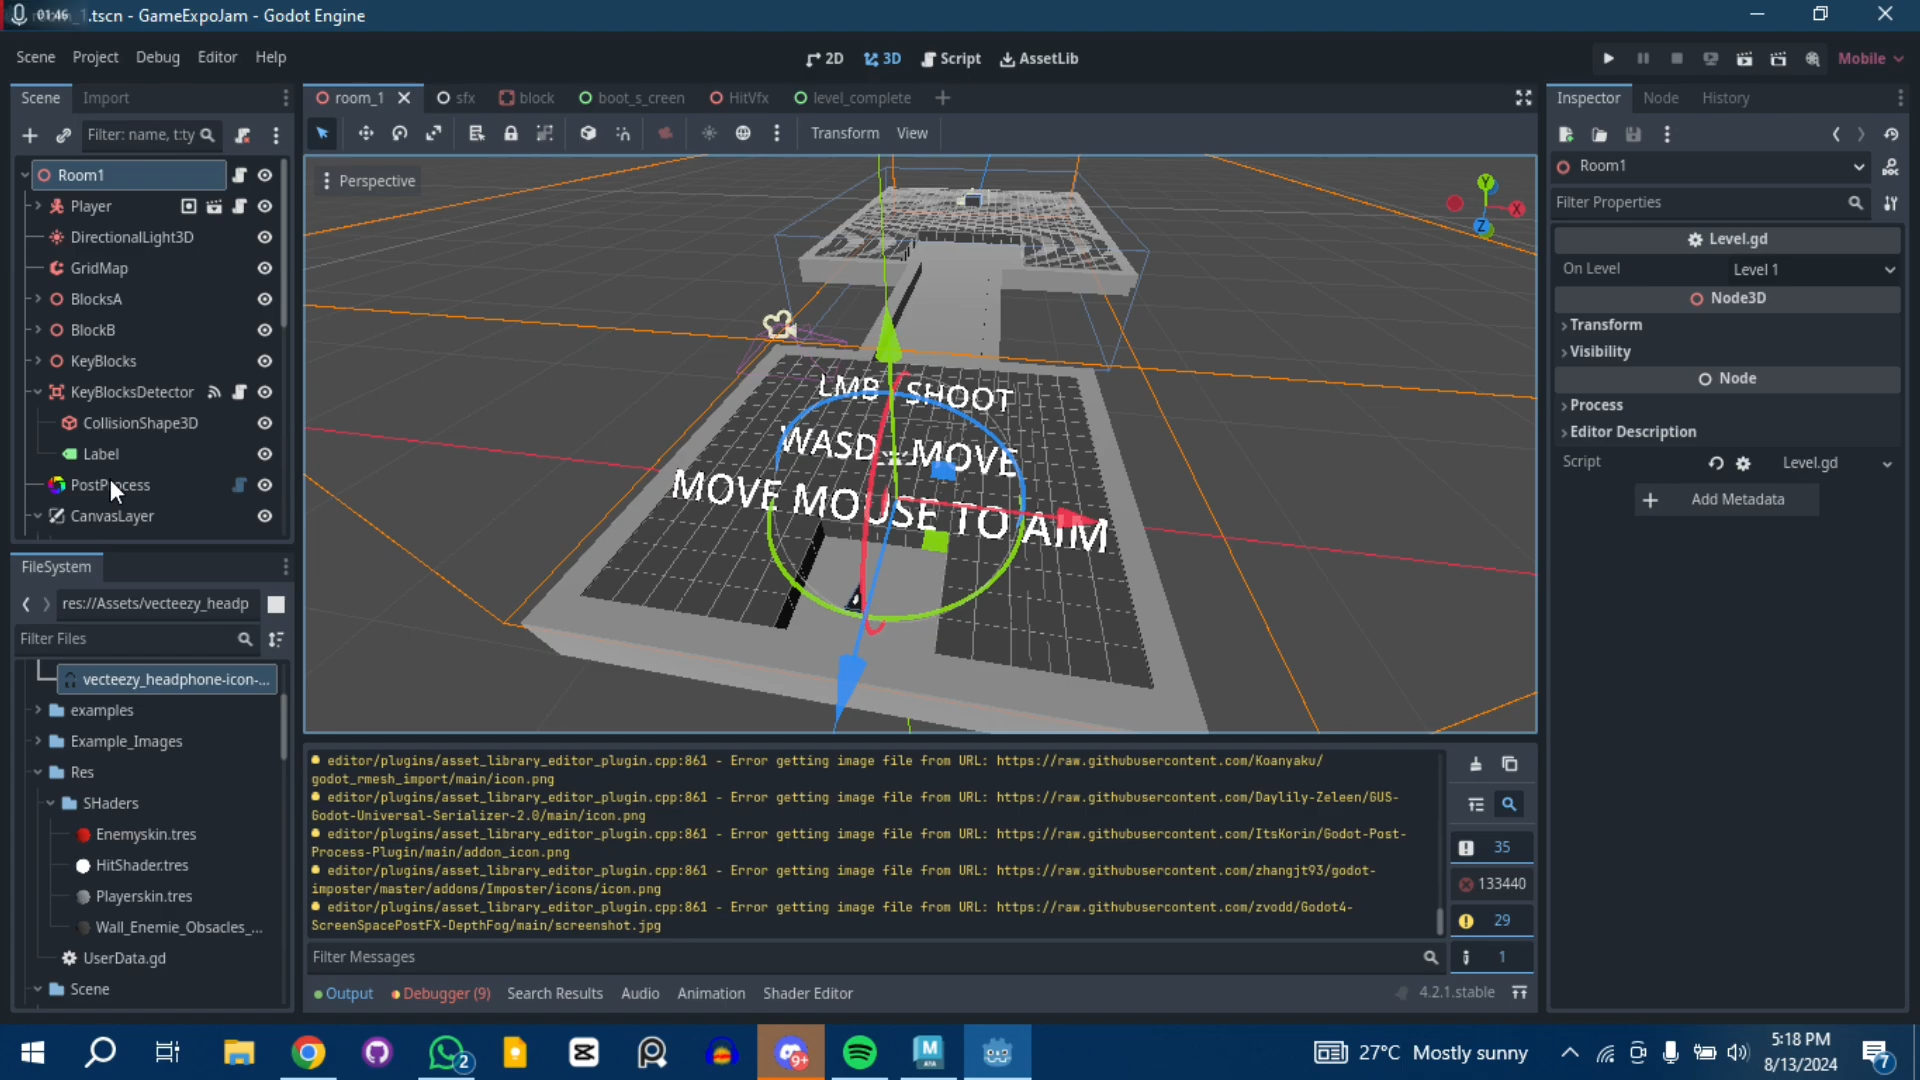 01:46 .tscn - GameExpoJam - Godot Engine
Scene Project Debug Editor Help
2D 3D Script AssetLib
Mobile
Scene Import
room_1 sfx block boot_s_creen HitVfx level_complete
Inspector Node History
Filter: name, t:ty
Transform View
Room1
Player
DirectionalLight3D
GridMap
BlocksA
BlockB
KeyBlocks
KeyBlocksDetector
CollisionShape3D
Label
PostProcess
CanvasLayer
Perspective
Y
X
Z
LMB SHOOT
WASD MOVE
MOVE MOUSE TO AIM
Room1
Filter Properties
Level.gd
On Level Level 1
Node3D
Transform
Visibility
Node
Process
Editor Description
Script Level.gd
Add Metadata
FileSystem
res://Assets/vecteezy_headp
Filter Files
vecteezy_headphone-icon-...
examples
Example_Images
Res
SHaders
Enemyskin.tres
HitShader.tres
Playerskin.tres
Wall_Enemie_Obsacles_...
UserData.gd
Scene
editor/plugins/asset_library_editor_plugin.cpp:861 - Error getting image file from URL: https://raw.githubusercontent.com/Koanyaku/
godot_rmesh_import/main/icon.png
editor/plugins/asset_library_editor_plugin.cpp:861 - Error getting image file from URL: https://raw.githubusercontent.com/Daylily-Zeleen/GUS-
Godot-Universal-Serializer-2.0/main/icon.png
editor/plugins/asset_library_editor_plugin.cpp:861 - Error getting image file from URL: https://raw.githubusercontent.com/ItsKorin/Godot-Post-
Process-Plugin/main/addon_icon.png
editor/plugins/asset_library_editor_plugin.cpp:861 - Error getting image file from URL: https://raw.githubusercontent.com/zhangjt93/godot-
imposter/master/addons/Imposter/icons/icon.png
editor/plugins/asset_library_editor_plugin.cpp:861 - Error getting image file from URL: https://raw.githubusercontent.com/zvodd/Godot4-
ScreenSpacePostFX-DepthFog/main/screenshot.jpg
35
133440
29
1
Filter Messages
Output Debugger (9) Search Results Audio Animation Shader Editor
4.2.1.stable
2
9+
M
27°C Mostly sunny
5:18 PM
8/13/2024
7